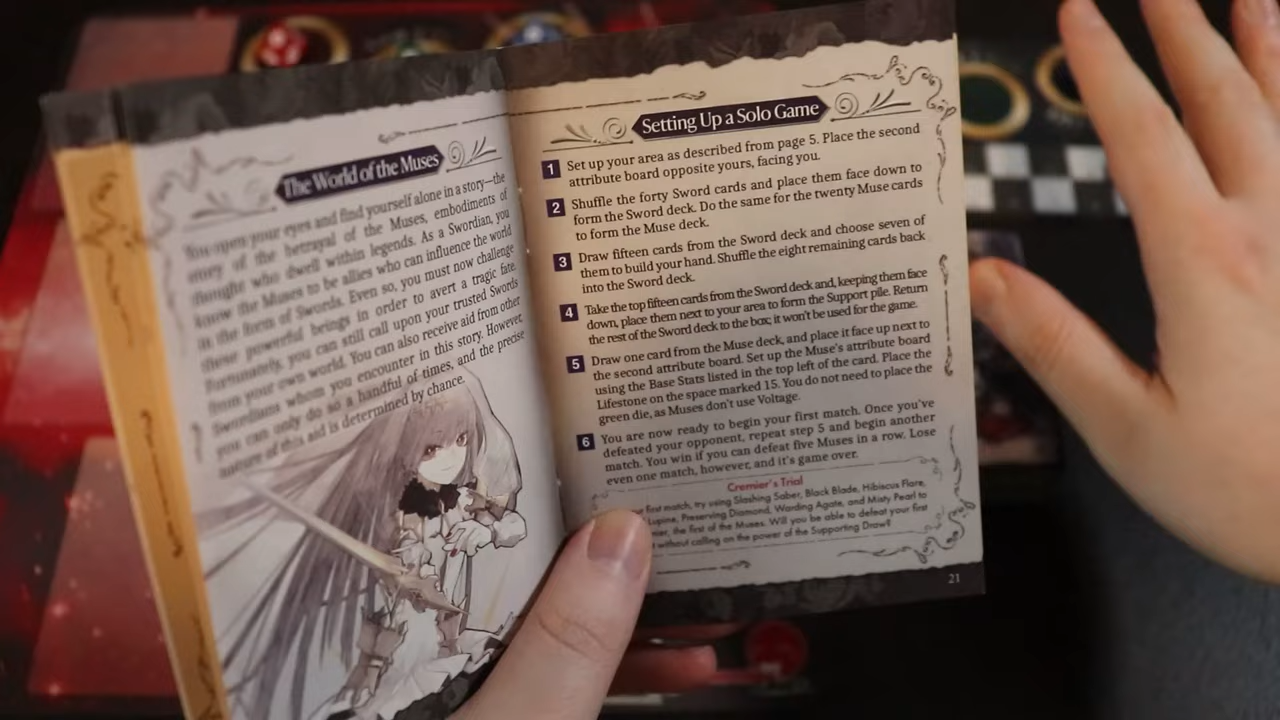 The World of the Muses
You open your eyes and find yourself alone in a story—the
story of the betrayal of the Muses, embodiments of
thought who dwell within legends. As a Swordian, you
know the Muses to be allies who can influence the world
in the form of Swords. Even so, you must now challenge
these powerful beings in order to avert a tragic fate.
Fortunately, you can still call upon your trusted Swords
from your own world. You can also receive aid from other
Swordians whom you encounter in this story. However,
you can only do so a handful of times, and the precise
nature of this aid is determined by chance.
Setting Up a Solo Game
1 Set up your area as described from page 5. Place the second
attribute board opposite yours, facing you.
2 Shuffle the forty Sword cards and place them face down to
form the Sword deck. Do the same for the twenty Muse cards
to form the Muse deck.
3 Draw fifteen cards from the Sword deck and choose seven of
them to build your hand. Shuffle the eight remaining cards back
into the Sword deck.
4 Take the top fifteen cards from the Sword deck and, keeping them face
down, place them next to your area to form the Support pile. Return
the rest of the Sword deck to the box; it won't be used for the game.
5 Draw one card from the Muse deck, and place it face up next to
the second attribute board. Set up the Muse's attribute board
using the Base Stats listed in the top left of the card. Place the
Lifestone on the space marked 15. You do not need to place the
green die, as Muses don't use Voltage.
6 You are now ready to begin your first match. Once you've
defeated your opponent, repeat step 5 and begin another
match. You win if you can defeat five Muses in a row. Lose
even one match, however, and it's game over.
Cremier's Trial
first match, try using Slashing Saber, Black Blade, Hibiscus Flare,
Lupine, Preserving Diamond, Warding Agate, and Misty Pearl to
the first of the Muses. Will you be able to defeat your first
without calling on the power of the Supporting Draw?
21